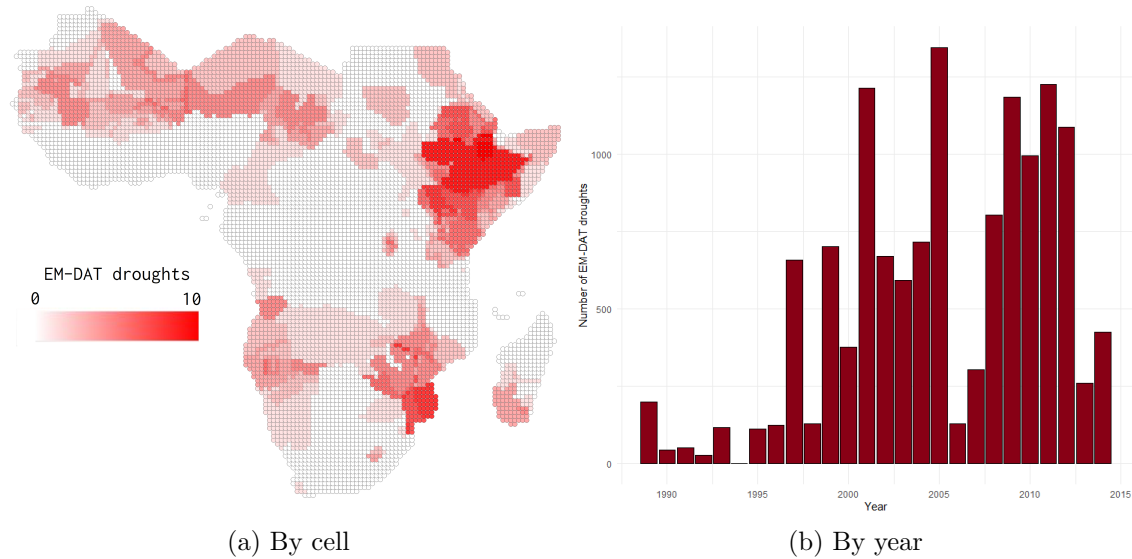 EM-DAT droughts
0 10
(a) By cell
Number of EM-DAT droughts
1000
500
0
1990 1995 2000 2005 2010 2015
Year
(b) By year